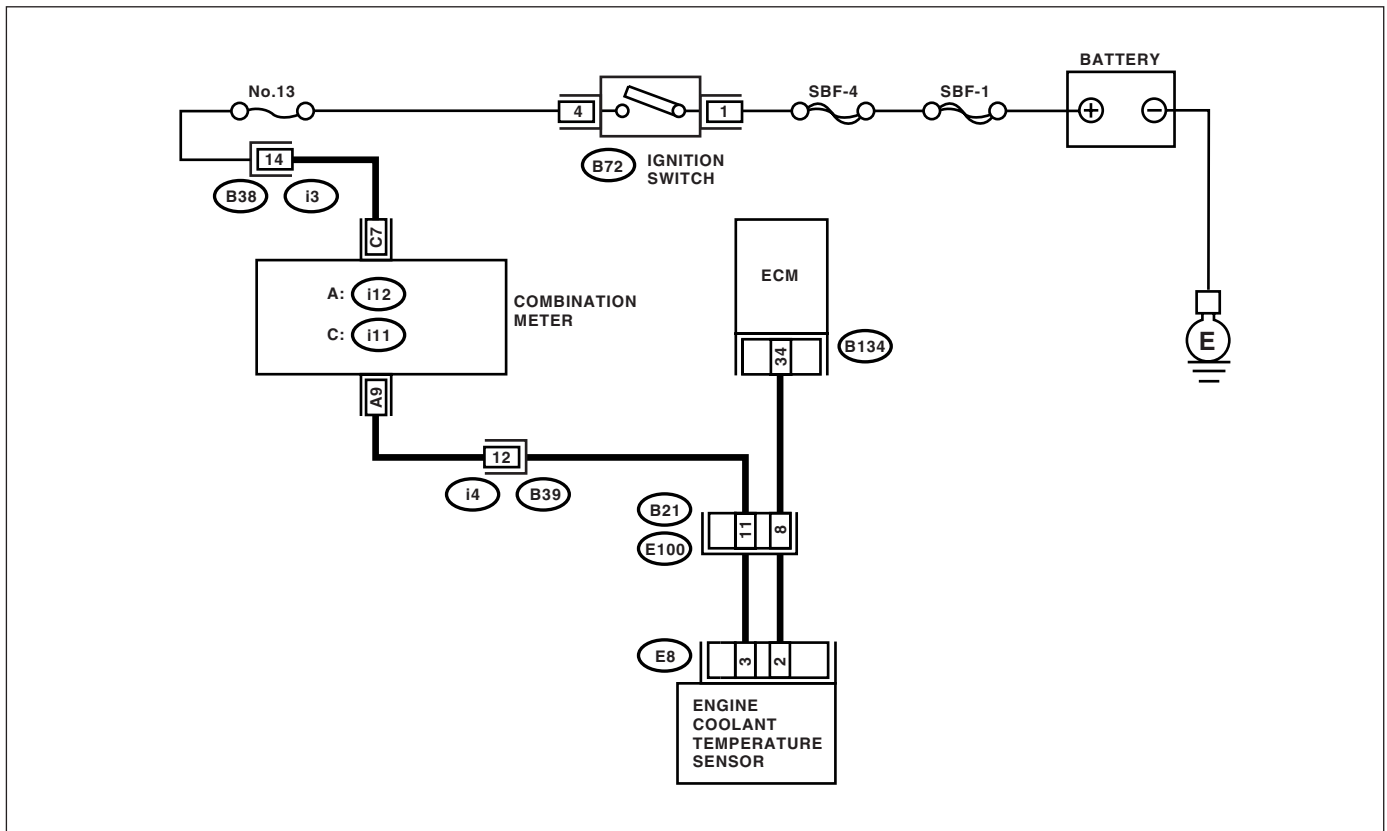 BATTERY
No.13
SBF-4
SBF-1
4
1
+
−
B72
IGNITION
SWITCH
14
B38
i3
C7
A: i12
C: i11
COMBINATION
METER
ECM
34
B134
E
A9
12
i4
B39
B21
E100
11
8
E8
3
2
ENGINE
COOLANT
TEMPERATURE
SENSOR